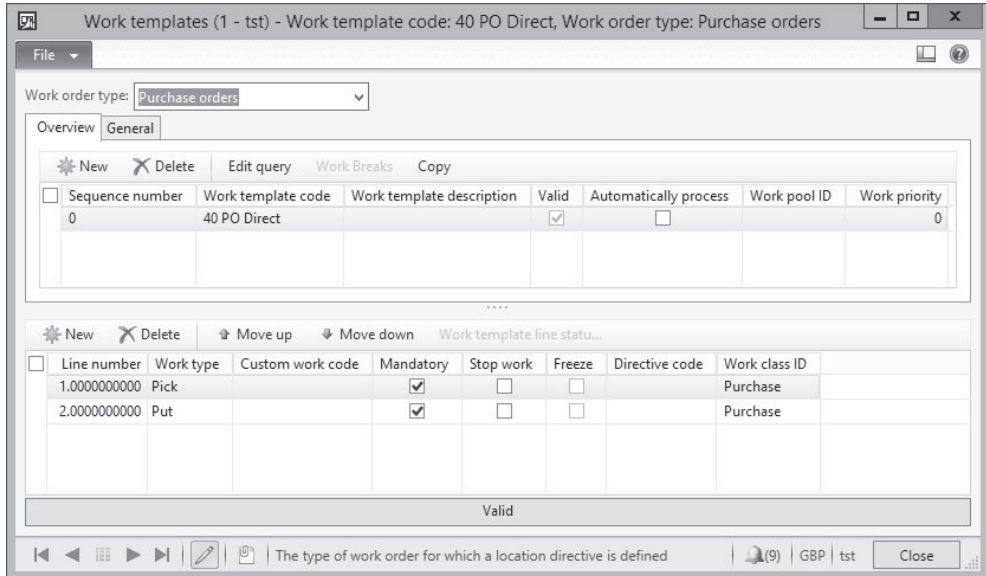 Work templates (1 - tst) - Work template code: 40 PO Direct, Work order type: Purchase orders
File
Work order type: Purchase orders
Overview General
New Delete Edit query Work Breaks Copy
Sequence number Work template code Work template description Valid Automatically process Work pool ID Work priority
0 40 PO Direct 0
New Delete Move up Move down Work template line statu...
Line number Work type Custom work code Mandatory Stop work Freeze Directive code Work class ID
1.0000000000 Pick Purchase
2.0000000000 Put Purchase
Valid
The type of work order for which a location directive is defined (9) GBP tst Close